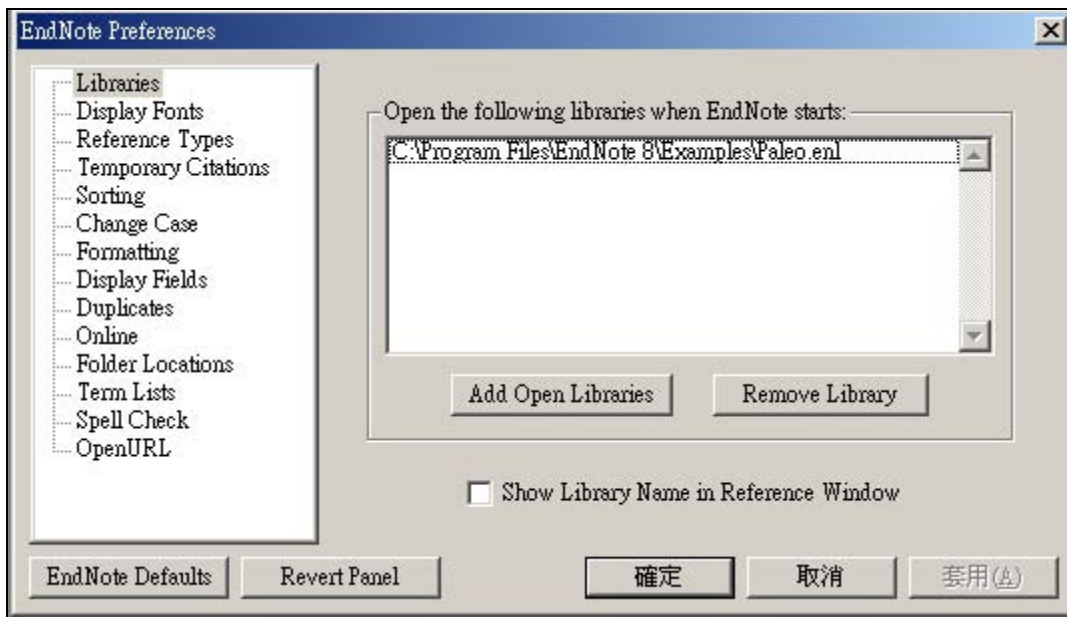 EndNote Preferences
Libraries
Display Fonts
Reference Types
Temporary Citations
Sorting
Change Case
Formatting
Display Fields
Duplicates
Online
Folder Locations
Term Lists
Spell Check
OpenURL
Open the following libraries when EndNote starts:
C:\Program Files\EndNote 8\Examples\Paleo.enl
Add Open Libraries Remove Library
Show Library Name in Reference Window
EndNote Defaults Revert Panel 確定 取消 套用(A)